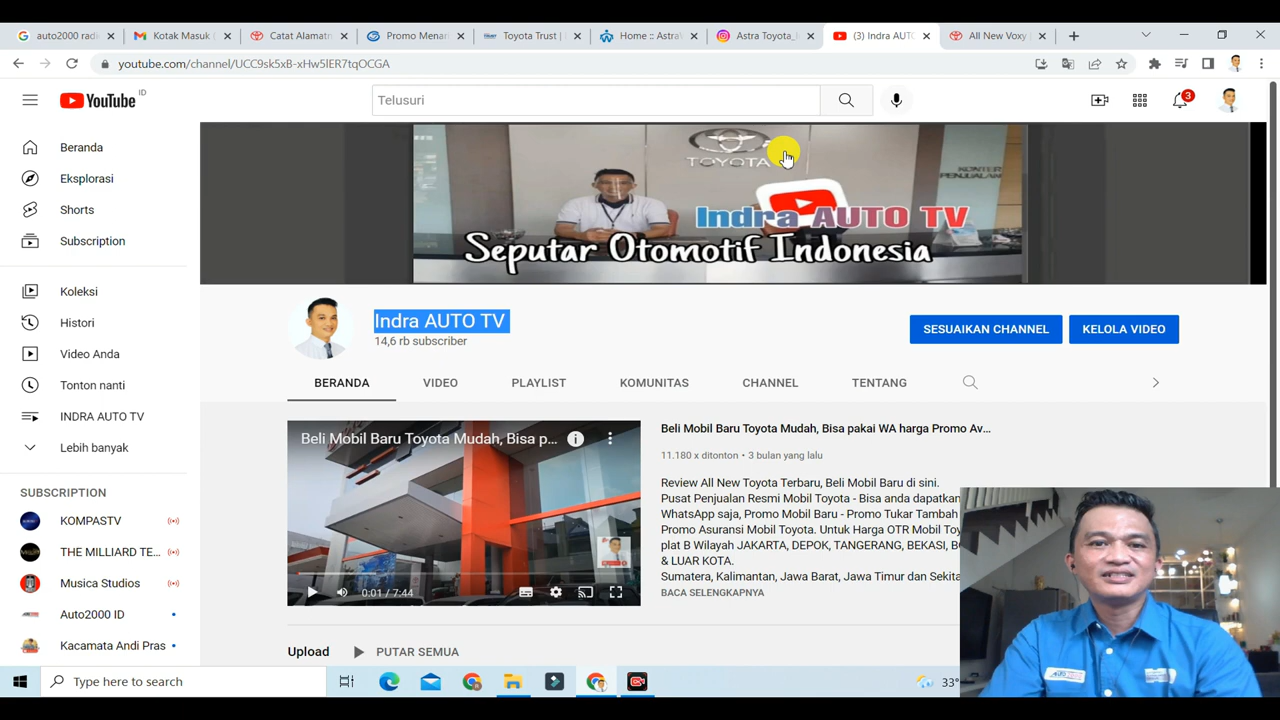 auto2000 radi
Kotak Masuk (
Catat Alamatn
Promo Menar
Toyota Trust |
Home :: AstraW
Astra Toyota_I
(3) Indra AUTO
All New Voxy |
youtube.com/channel/UCC9sk5xB-xHw5lER7tqOCGA
YouTube ID
Telusuri
3
Beranda
Eksplorasi
Shorts
Subscription
Koleksi
Histori
Video Anda
Tonton nanti
INDRA AUTO TV
Lebih banyak
SUBSCRIPTION
KOMPASTV
THE MILLIARD TE...
Musica Studios
Auto2000 ID
Kacamata Andi Pras
TOYOTA
KONTER
PENJUALAN
Indra AUTO TV
Seputar Otomotif Indonesia
Indra AUTO TV
14,6 rb subscriber
SESUAIKAN CHANNEL
KELOLA VIDEO
BERANDA
VIDEO
PLAYLIST
KOMUNITAS
CHANNEL
TENTANG
Beli Mobil Baru Toyota Mudah, Bisa p...
0:01 / 7:44
Beli Mobil Baru Toyota Mudah, Bisa pakai WA harga Promo Av...
11.180 x ditonton • 3 bulan yang lalu
Review All New Toyota Terbaru, Beli Mobil Baru di sini.
Pusat Penjualan Resmi Mobil Toyota - Bisa anda dapatkan
WhatsApp saja, Promo Mobil Baru - Promo Tukar Tambah
Promo Asuransi Mobil Toyota. Untuk Harga OTR Mobil Toy
plat B Wilayah JAKARTA, DEPOK, TANGERANG, BEKASI, BO
& LUAR KOTA.
Sumatera, Kalimantan, Jawa Barat, Jawa Timur dan Sekita
BACA SELENGKAPNYA
Upload
PUTAR SEMUA
Type here to search
33°